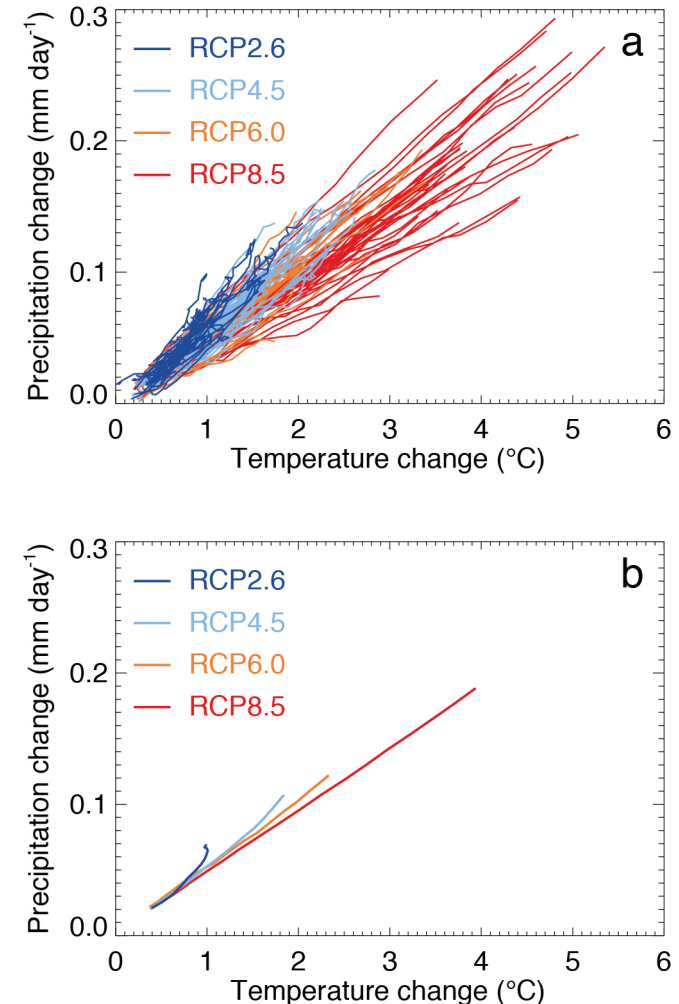 0.3
a
RCP2.6
RCP4.5
RCP6.0
RCP8.5
0.2
0.1
0.0
Precipitation change (mm day⁻¹)
0 1 2 3 4 5 6
Temperature change (°C)
0.3
b
RCP2.6
RCP4.5
RCP6.0
RCP8.5
0.2
0.1
0.0
Precipitation change (mm day⁻¹)
0 1 2 3 4 5 6
Temperature change (°C)